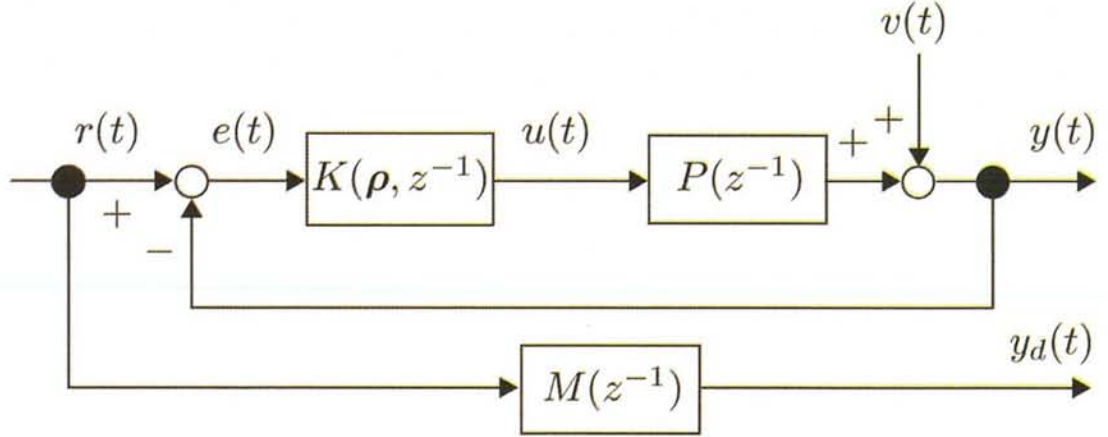 v(t)
r(t)
e(t)
K(ρ, z⁻¹)
u(t)
P(z⁻¹)
+
+
y(t)
+
−
M(z⁻¹)
y_d(t)